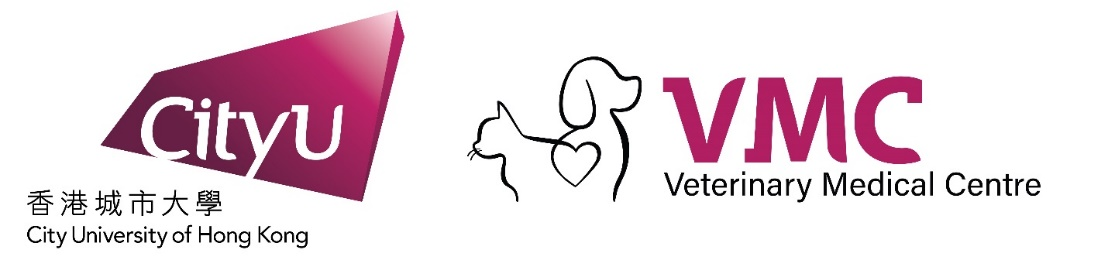 CityU
香港城市大學
City University of Hong Kong
VMC
Veterinary Medical Centre